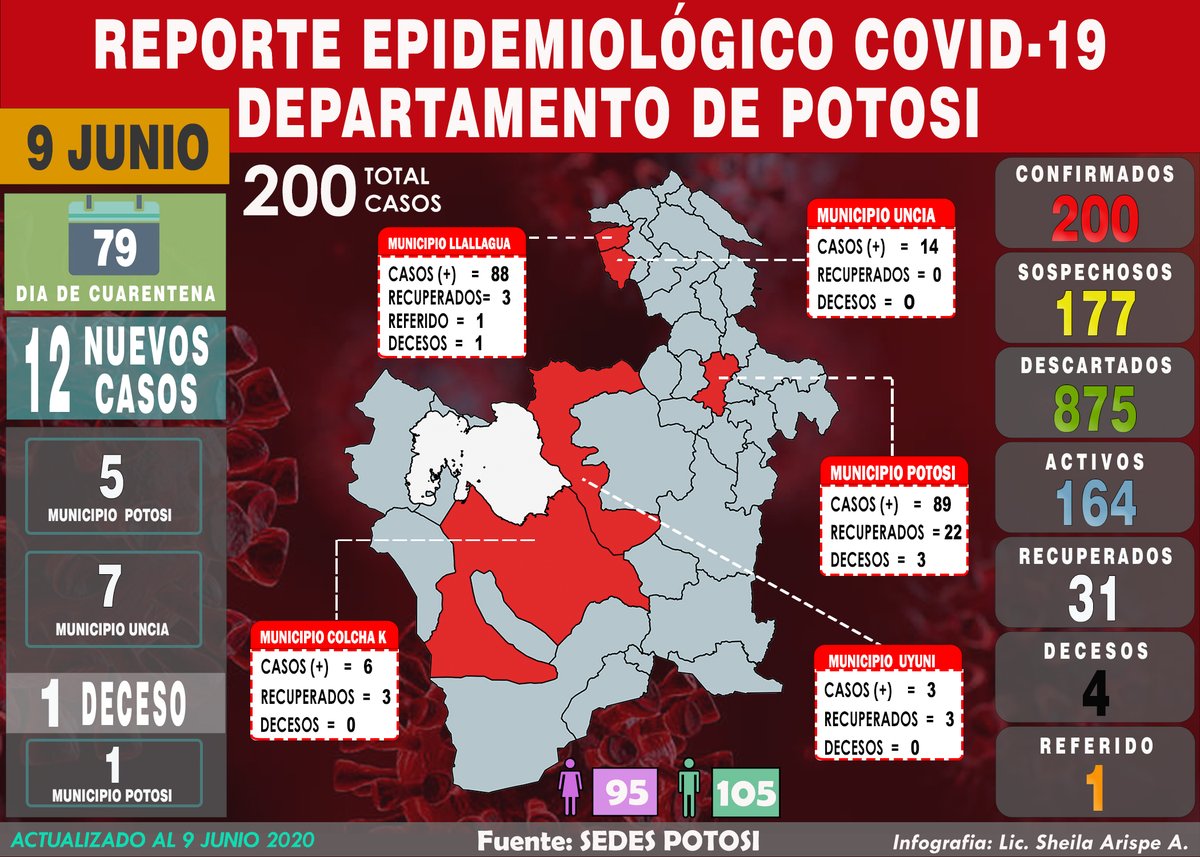 REPORTE EPIDEMIOLÓGICO COVID-19
DEPARTAMENTO DE POTOSI
9 JUNIO
79
DIA DE CUARENTENA
12 NUEVOS CASOS
5
MUNICIPIO POTOSI
7
MUNICIPIO UNCIA
1 DECESO
1
MUNICIPIO POTOSI
200 TOTAL CASOS
MUNICIPIO LLALLAGUA
CASOS (+) = 88
RECUPERADOS= 3
REFERIDO = 1
DECESOS = 1
MUNICIPIO UNCIA
CASOS (+) = 14
RECUPERADOS = 0
DECESOS = 0
MUNICIPIO POTOSI
CASOS (+) = 89
RECUPERADOS = 22
DECESOS = 3
MUNICIPIO COLCHA K
CASOS (+) = 6
RECUPERADOS = 3
DECESOS = 0
MUNICIPIO UYUNI
CASOS (+) = 3
RECUPERADOS = 3
DECESOS = 0
95
105
CONFIRMADOS
200
SOSPECHOSOS
177
DESCARTADOS
875
ACTIVOS
164
RECUPERADOS
31
DECESOS
4
REFERIDO
1
ACTUALIZADO AL 9 JUNIO 2020
Fuente: SEDES POTOSI
Infografia: Lic. Sheila Arispe A.